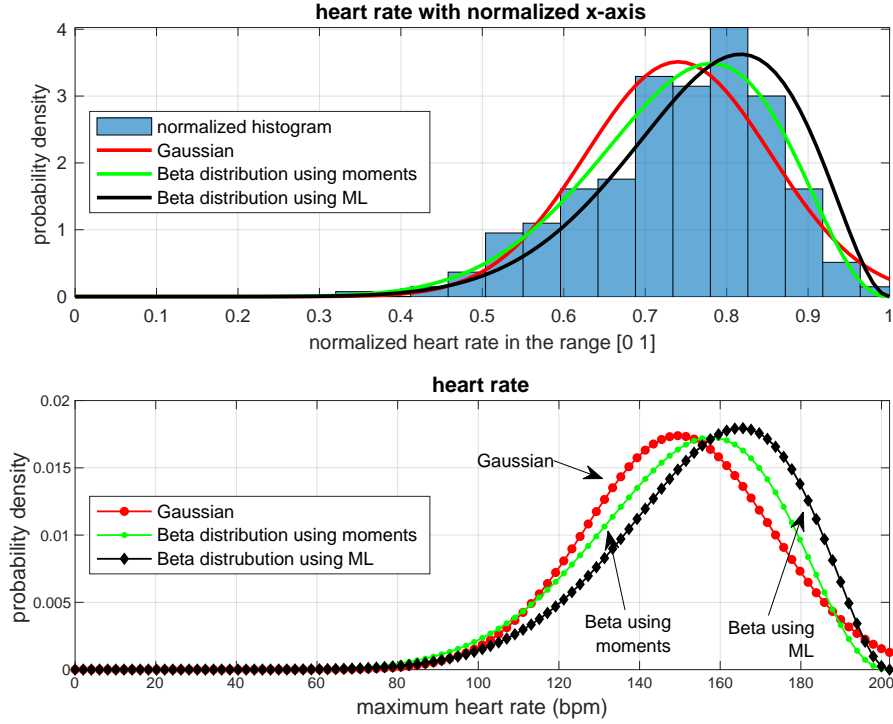 heart rate with normalized x-axis
4
3
2
1
0
probability density
normalized histogram
Gaussian
Beta distribution using moments
Beta distribution using ML
0 0.1 0.2 0.3 0.4 0.5 0.6 0.7 0.8 0.9 1
normalized heart rate in the range [0 1]
heart rate
0.02
0.015
0.01
0.005
0
probability density
Gaussian
Gaussian
Beta distribution using moments
Beta distrubution using ML
Beta using
moments
Beta using
ML
0 20 40 60 80 100 120 140 160 180 200
maximum heart rate (bpm)